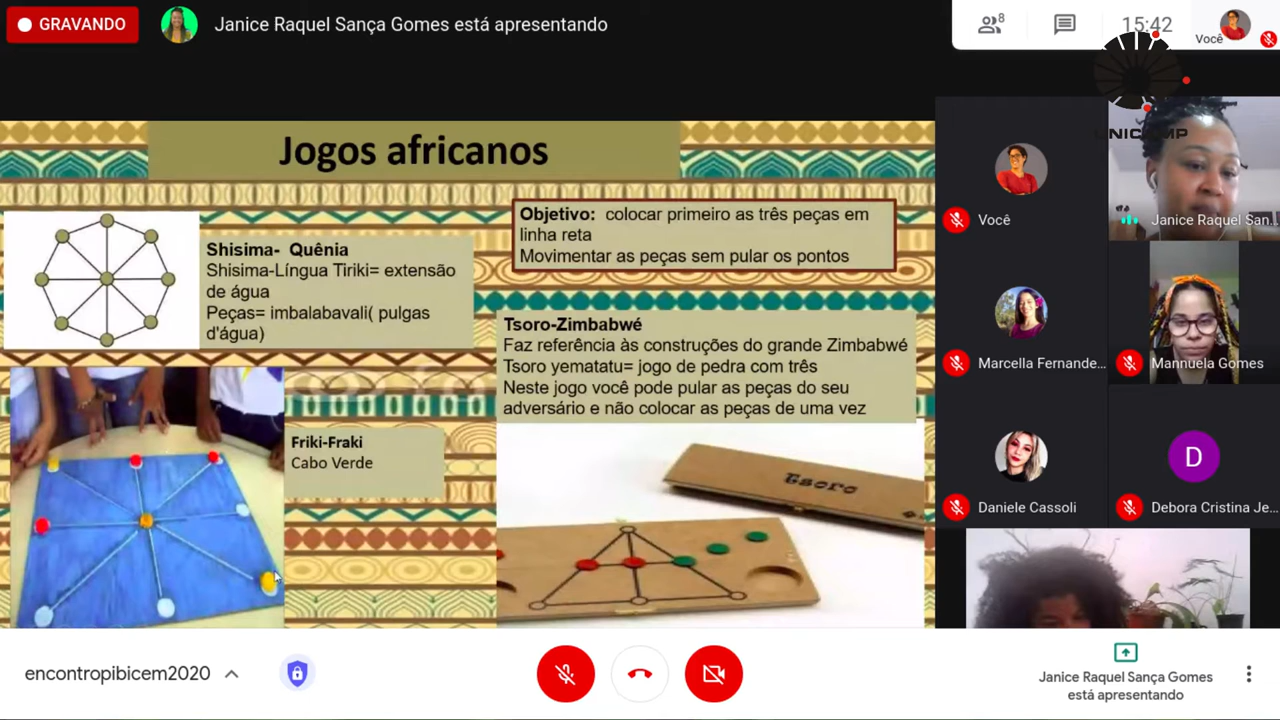 GRAVANDO
Janice Raquel Sança Gomes está apresentando
8
15:42
Você
UNICAMP
Jogos africanos
Shisima- Quênia
Shisima-Língua Tiriki= extensão
de água
Peças= imbalabavali( pulgas
d'água)
Objetivo: colocar primeiro as três peças em
linha reta
Movimentar as peças sem pular os pontos
Tsoro-Zimbabwé
Faz referência às construções do grande Zimbabwé
Tsoro yematatu= jogo de pedra com três
Neste jogo você pode pular as peças do seu
adversário e não colocar as peças de uma vez
Friki-Fraki
Cabo Verde
tsoro
Você
Janice Raquel San...
Marcella Fernande...
Mannuela Gomes
Daniele Cassoli
D
Debora Cristina Je...
encontropibicem2020
Janice Raquel Sança Gomes
está apresentando